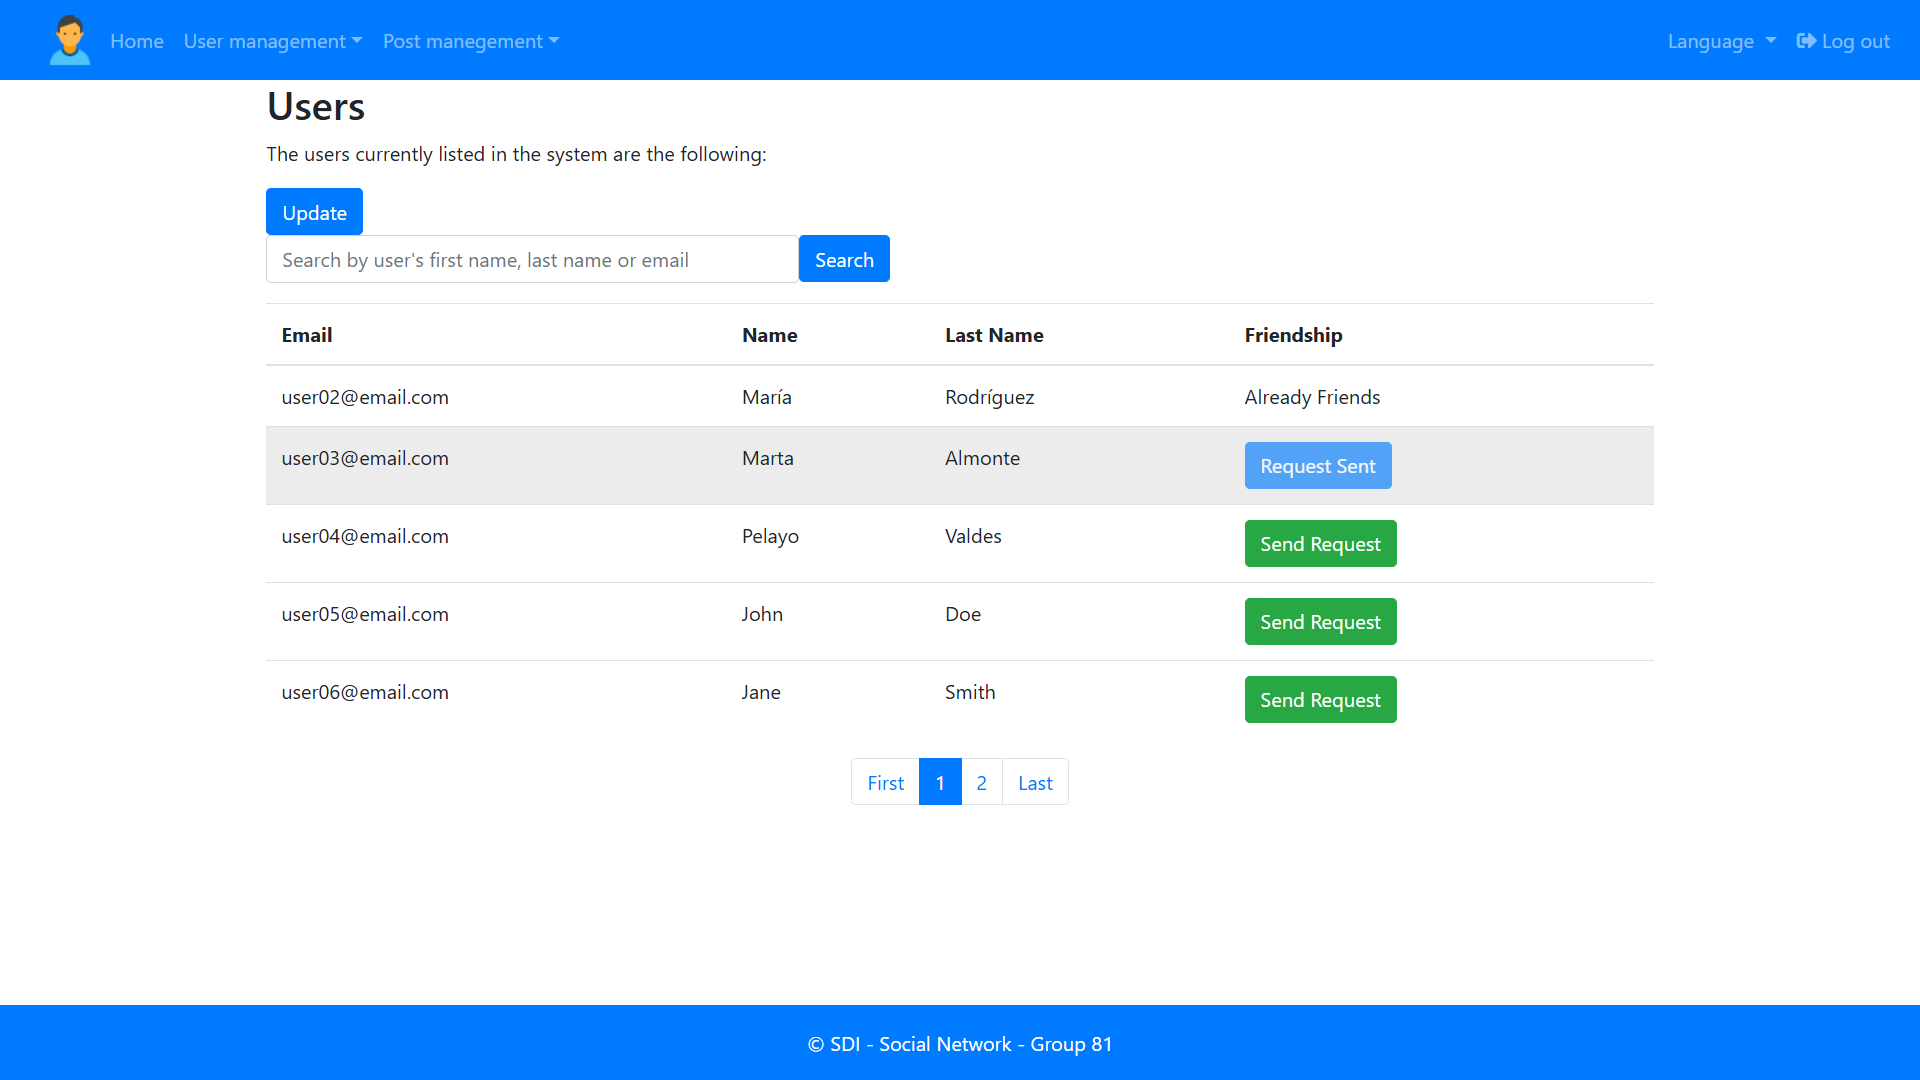 Home User management Post manegement Language Log out
Users
The users currently listed in the system are the following:
Update
Search by user's first name, last name or email Search
Email Name Last Name Friendship
user02@email.com María Rodríguez Already Friends
user03@email.com Marta Almonte Request Sent
user04@email.com Pelayo Valdes Send Request
user05@email.com John Doe Send Request
user06@email.com Jane Smith Send Request
First 1 2 Last
© SDI - Social Network - Group 81